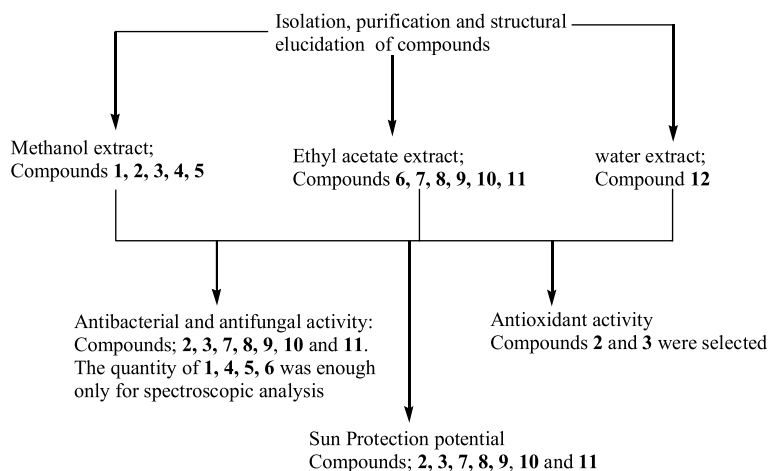 Isolation, purification and structural
elucidation of compounds
Methanol extract;
Compounds 1, 2, 3, 4, 5
Ethyl acetate extract;
Compounds 6, 7, 8, 9, 10, 11
water extract;
Compound 12
Antibacterial and antifungal activity:
Compounds; 2, 3, 7, 8, 9, 10 and 11.
The quantity of 1, 4, 5, 6 was enough
only for spectroscopic analysis
Antioxidant activity
Compounds 2 and 3 were selected
Sun Protection potential
Compounds; 2, 3, 7, 8, 9, 10 and 11